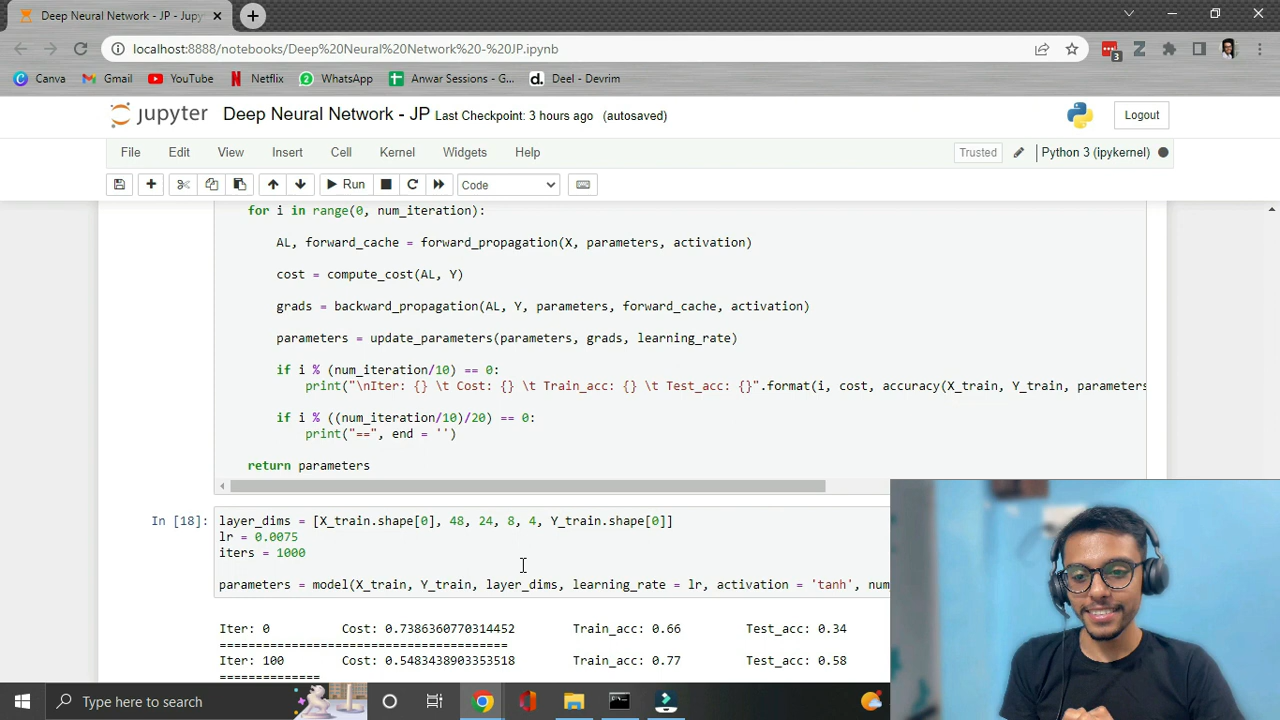 Deep Neural Network - JP - Jupy
localhost:8888/notebooks/Deep%20Neural%20Network%20-%20JP.ipynb
3
Canva Gmail YouTube Netflix WhatsApp Anwar Sessions - G... Deel - Devrim
jupyter Deep Neural Network - JP Last Checkpoint: 3 hours ago (autosaved) Logout
File Edit View Insert Cell Kernel Widgets Help Trusted Python 3 (ipykernel)
Run Code
for i in range(0, num_iteration):
AL, forward_cache = forward_propagation(X, parameters, activation)
cost = compute_cost(AL, Y)
grads = backward_propagation(AL, Y, parameters, forward_cache, activation)
parameters = update_parameters(parameters, grads, learning_rate)
if i % (num_iteration/10) == 0:
print("\nIter: {} \t Cost: {} \t Train_acc: {} \t Test_acc: {}".format(i, cost, accuracy(X_train, Y_train, parameters
if i % ((num_iteration/10)/20) == 0:
print("==", end = '')
return parameters
In [18]: layer_dims = [X_train.shape[0], 48, 24, 8, 4, Y_train.shape[0]]
lr = 0.0075
iters = 1000
parameters = model(X_train, Y_train, layer_dims, learning_rate = lr, activation = 'tanh', num
Iter: 0 Cost: 0.7386360770314452 Train_acc: 0.66 Test_acc: 0.34
========================================
Iter: 100 Cost: 0.5483438903353518 Train_acc: 0.77 Test_acc: 0.58
==============
Type here to search